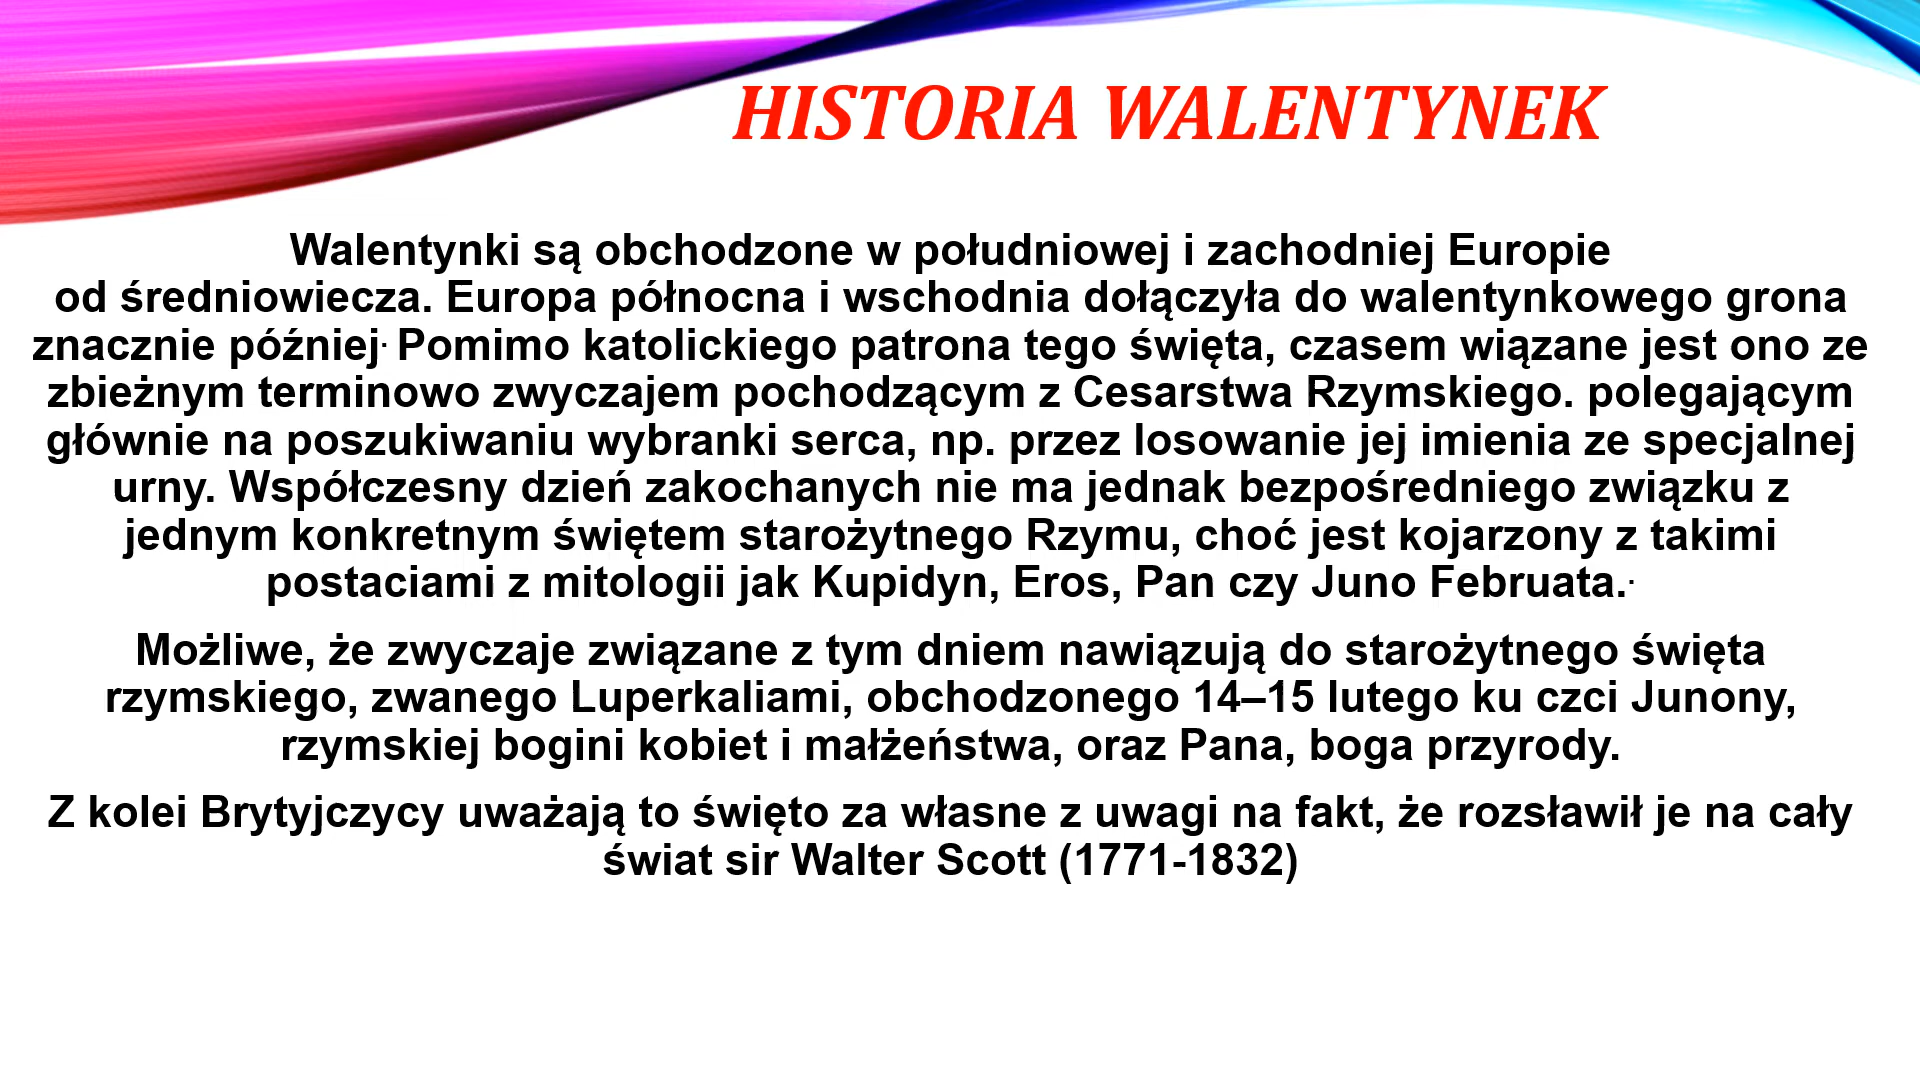 HISTORIA WALENTYNEK
Walentynki są obchodzone w południowej i zachodniej Europie
od średniowiecza. Europa północna i wschodnia dołączyła do walentynkowego grona
znacznie później. Pomimo katolickiego patrona tego święta, czasem wiązane jest ono ze
zbieżnym terminowo zwyczajem pochodzącym z Cesarstwa Rzymskiego. polegającym
głównie na poszukiwaniu wybranki serca, np. przez losowanie jej imienia ze specjalnej
urny. Współczesny dzień zakochanych nie ma jednak bezpośredniego związku z
jednym konkretnym świętem starożytnego Rzymu, choć jest kojarzony z takimi
postaciami z mitologii jak Kupidyn, Eros, Pan czy Juno Februata..
Możliwe, że zwyczaje związane z tym dniem nawiązują do starożytnego święta
rzymskiego, zwanego Luperkaliami, obchodzonego 14–15 lutego ku czci Junony,
rzymskiej bogini kobiet i małżeństwa, oraz Pana, boga przyrody.
Z kolei Brytyjczycy uważają to święto za własne z uwagi na fakt, że rozsławił je na cały
świat sir Walter Scott (1771-1832)